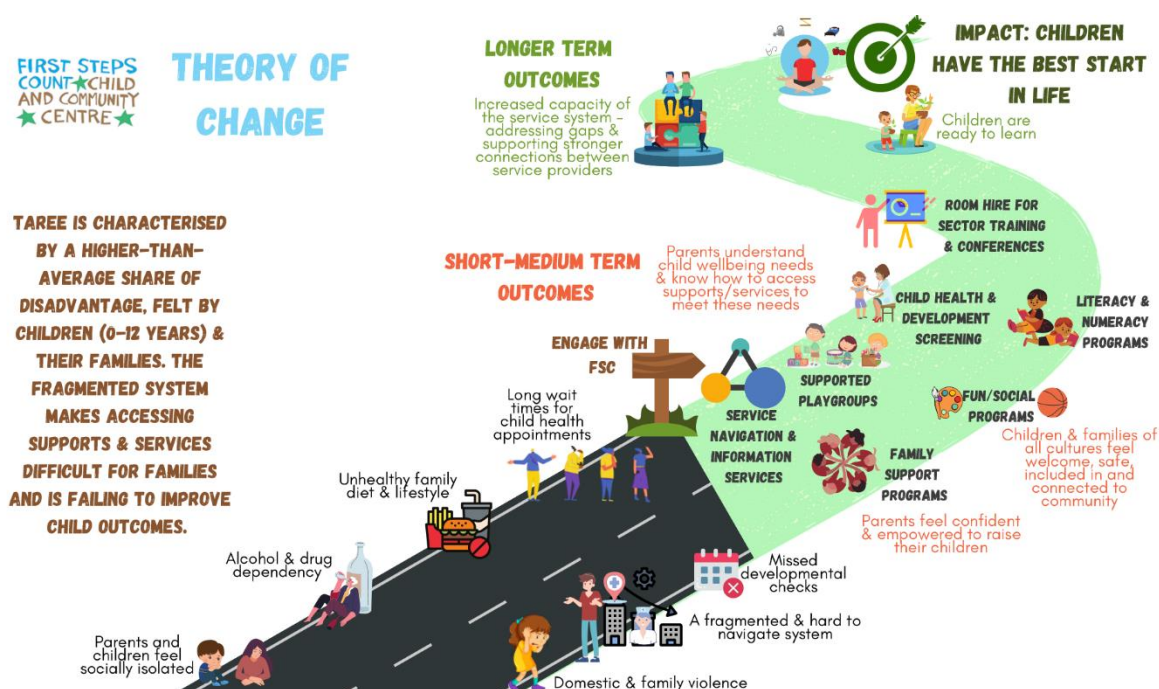 FIRST STEPS
COUNT CHILD
AND COMMUNITY
CENTRE
THEORY OF
CHANGE
TAREE IS CHARACTERISED
BY A HIGHER-THAN-
AVERAGE SHARE OF
DISADVANTAGE, FELT BY
CHILDREN (0-12 YEARS) &
THEIR FAMILIES. THE
FRAGMENTED SYSTEM
MAKES ACCESSING
SUPPORTS & SERVICES
DIFFICULT FOR FAMILIES
AND IS FAILING TO IMPROVE
CHILD OUTCOMES.
LONGER TERM
OUTCOMES
Increased capacity of
the service system -
addressing gaps &
supporting stronger
connections between
service providers
IMPACT: CHILDREN
HAVE THE BEST START
IN LIFE
Children are
ready to learn
ROOM HIRE FOR
SECTOR TRAINING
& CONFERENCES
SHORT-MEDIUM TERM
OUTCOMES
Parents understand
child wellbeing needs
& know how to access
supports/services to
meet these needs
CHILD HEALTH &
DEVELOPMENT
SCREENING
LITERACY &
NUMERACY
PROGRAMS
ENGAGE WITH
FSC
SUPPORTED
PLAYGROUPS
FUN/SOCIAL
PROGRAMS
SERVICE
NAVIGATION &
INFORMATION
SERVICES
FAMILY
SUPPORT
PROGRAMS
Children & families of
all cultures feel
welcome, safe,
included in and
connected to
community
Parents feel confident
& empowered to raise
their children
Long wait
times for
child health
appointments
Unhealthy family
diet & lifestyle
Alcohol & drug
dependency
Parents and
children feel
socially isolated
Missed
developmental
checks
A fragmented & hard to
navigate system
Domestic & family violence